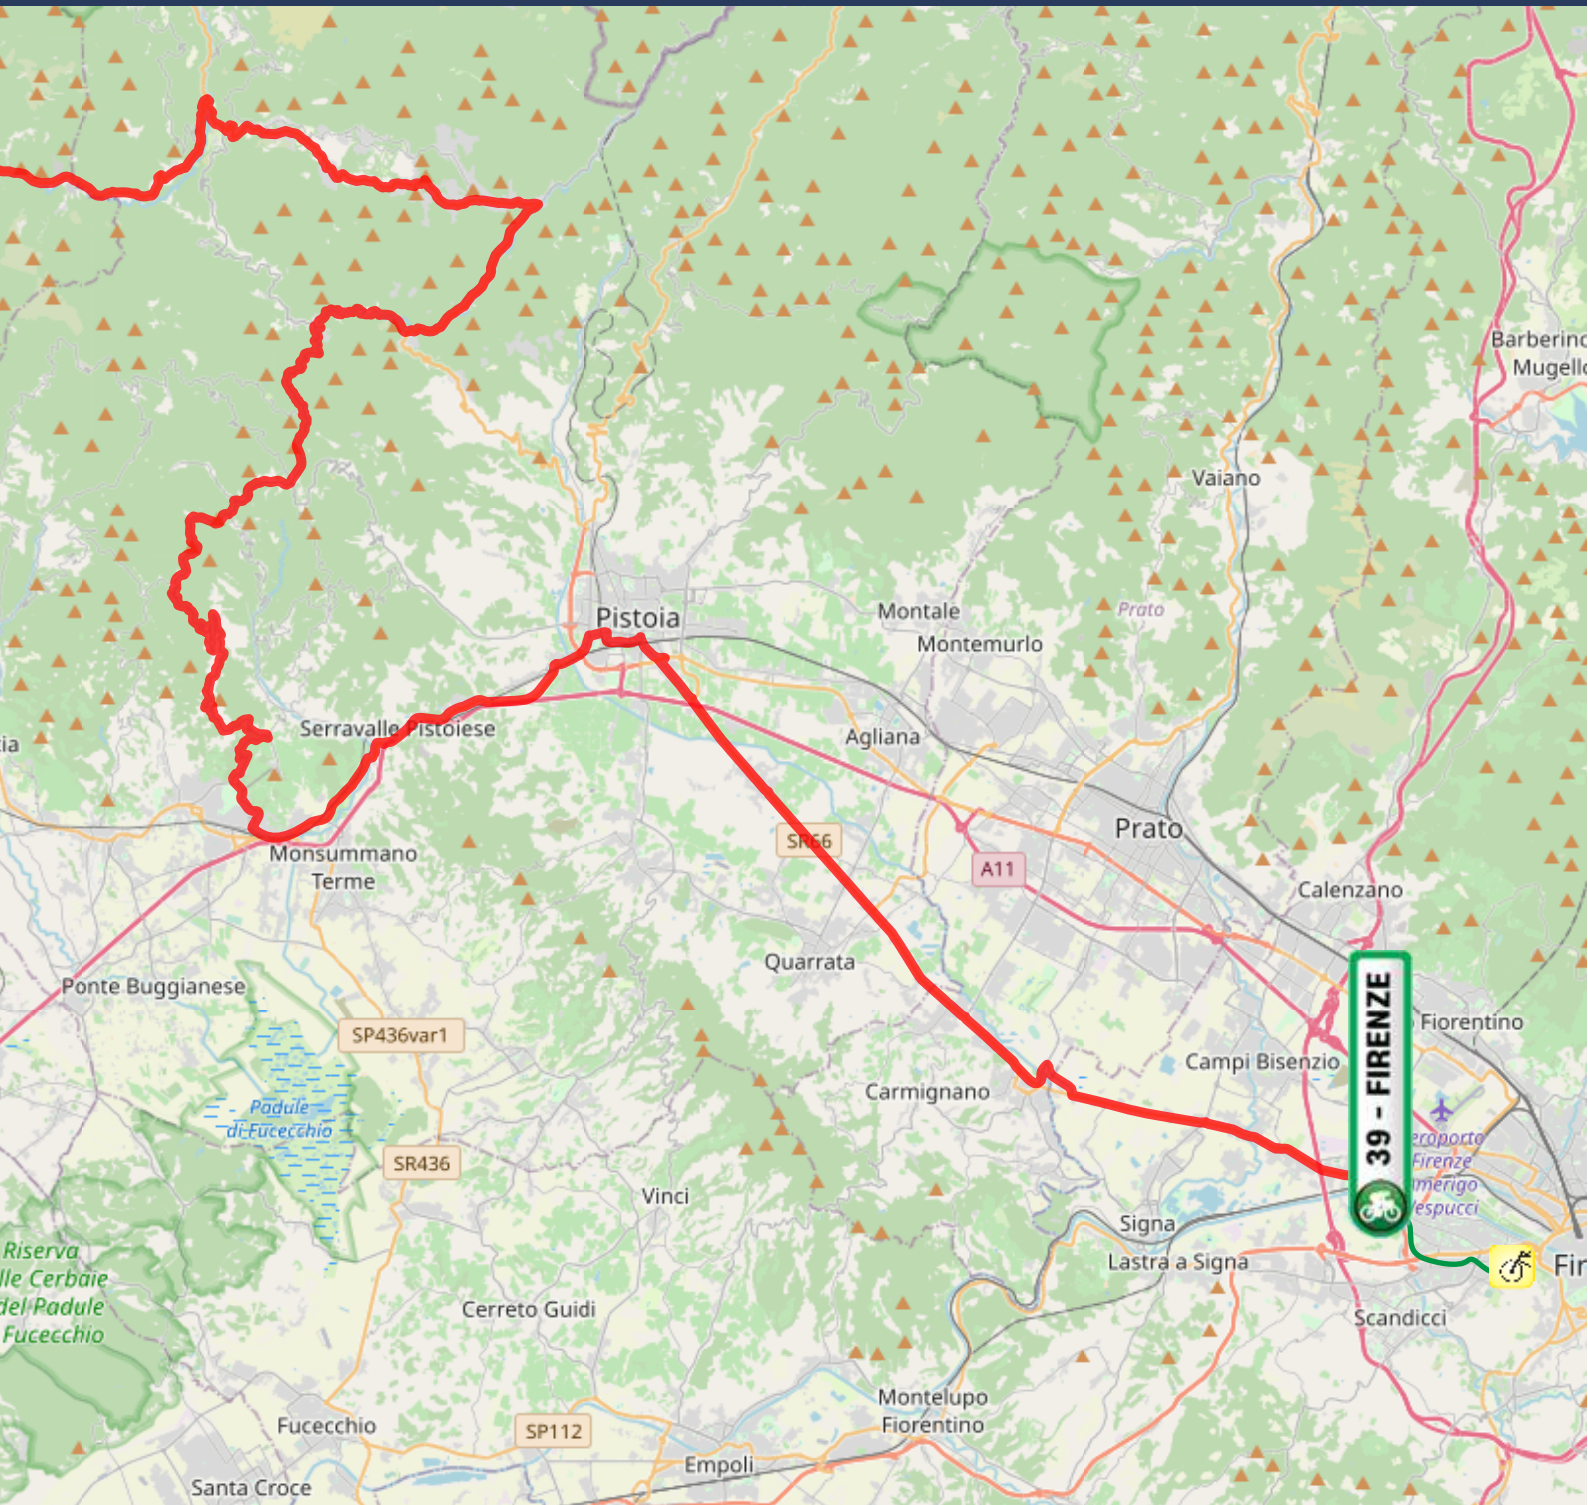 Barberino
Mugello
Vaiano
Prato
Pistoia
Montale
Montemurlo
Serravalle Pistoiese
Agliana
Prato
SR66
A11
Monsummano
Terme
Calenzano
Quarrata
Ponte Buggianese
SP436var1
39 - FIRENZE
Fiorentino
Campi Bisenzio
Carmignano
Padule
di Fucecchio
SR436
eroporto
Firenze
merigo
espucci
Vinci
Signa
Lastra a Signa
Riserva
lle Cerbaie
del Padule
Fucecchio
Fir
Cerreto Guidi
Scandicci
Montelupo
Fiorentino
Fucecchio
SP112
Empoli
Santa Croce